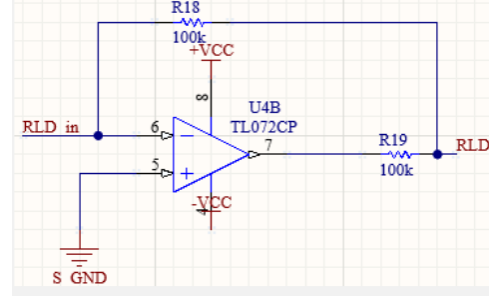 R18
100k
+VCC
8
U4B
TL072CP
RLD in
6
7
R19
RLD
5
100k
-VCC
4
S GND